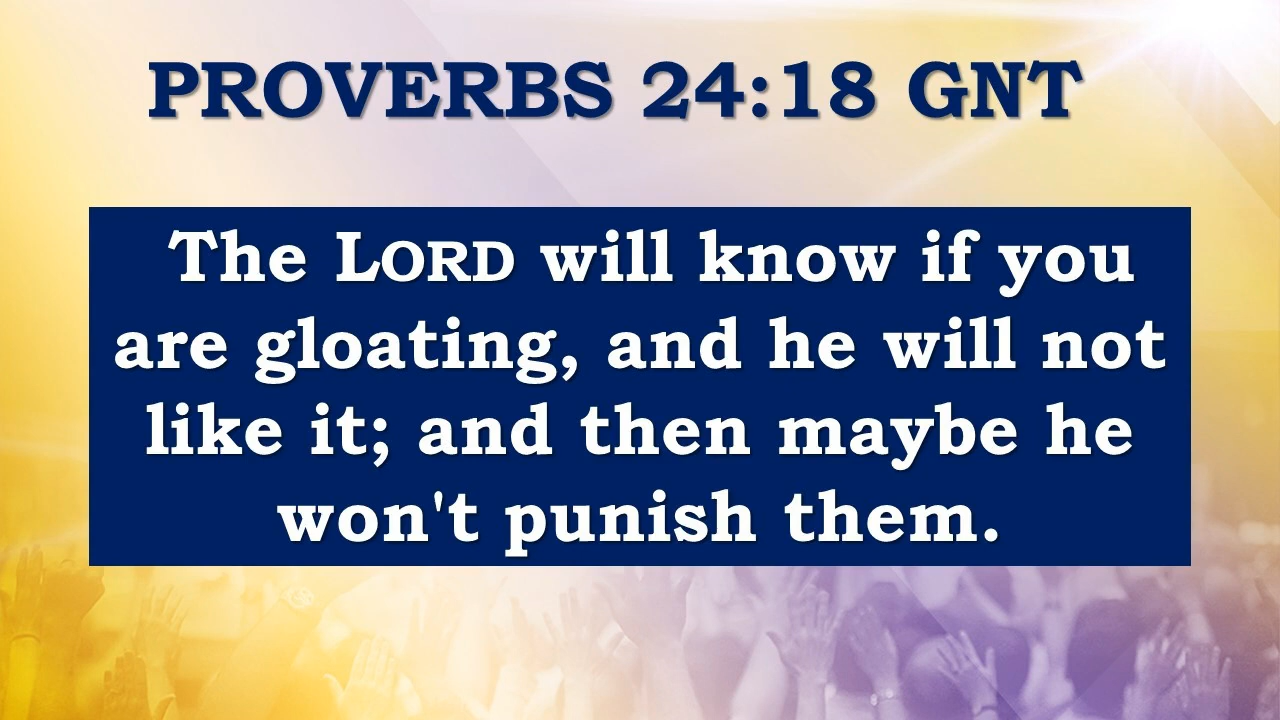 PROVERBS 24:18 GNT
The LORD will know if you
are gloating, and he will not
like it; and then maybe he
won't punish them.